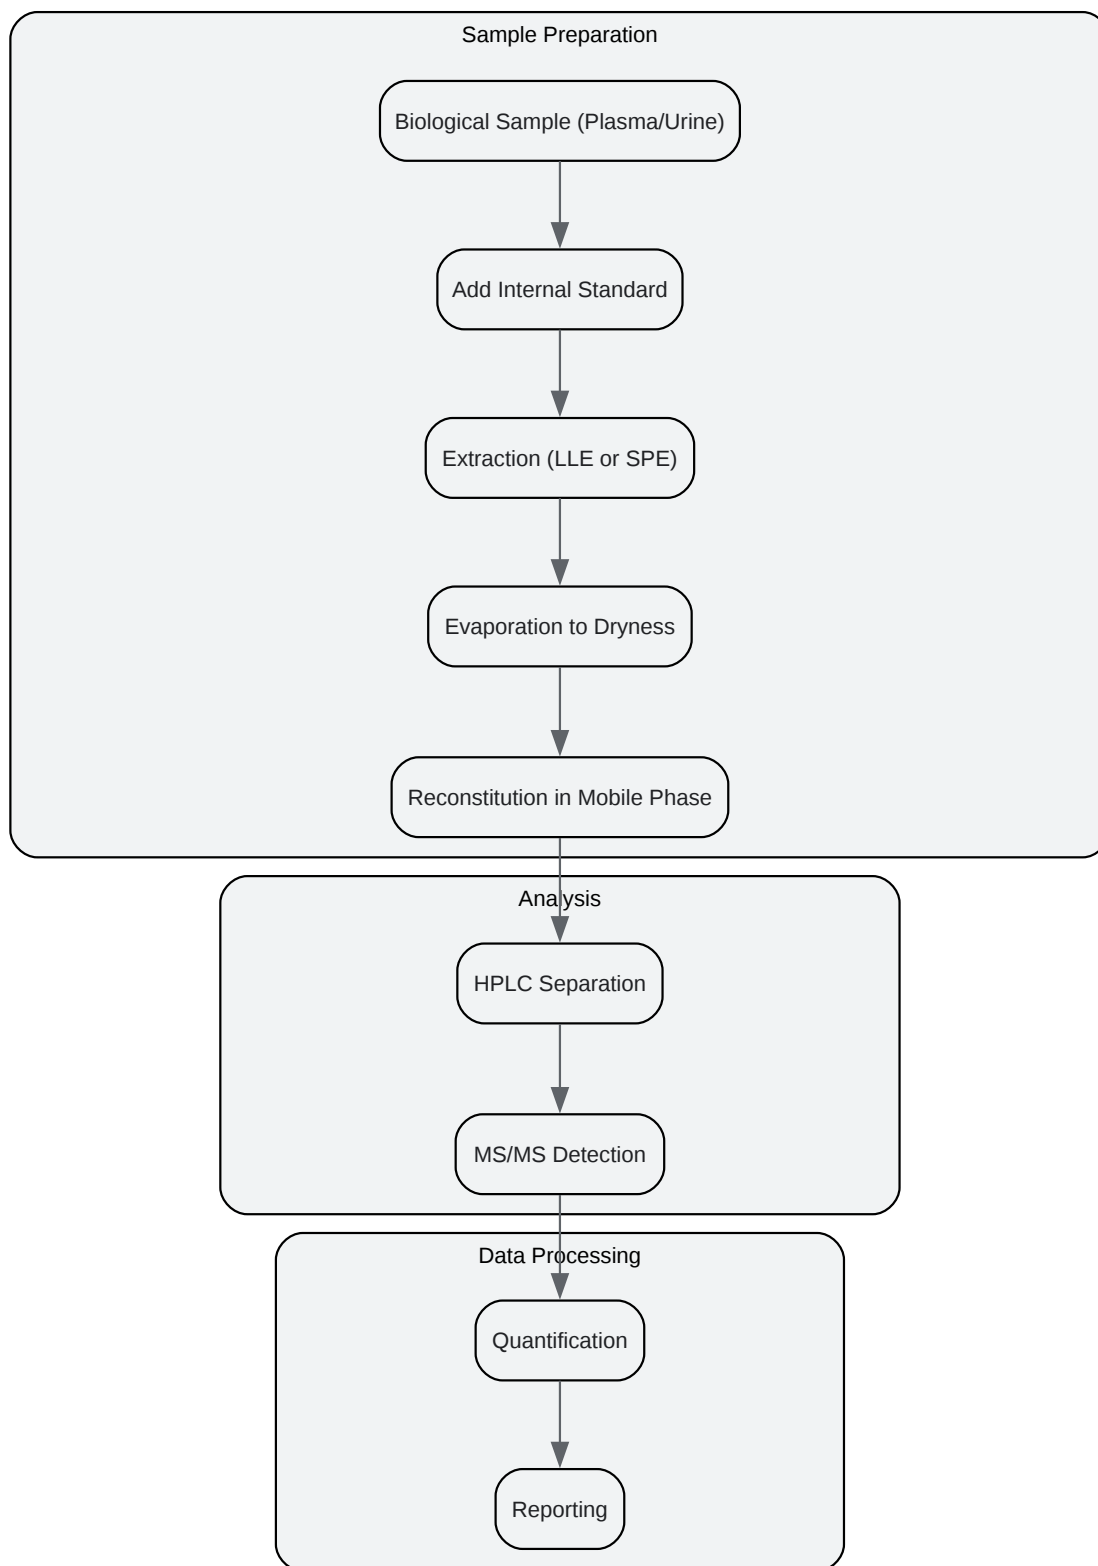 Sample Preparation
Biological Sample (Plasma/Urine)
Add Internal Standard
Extraction (LLE or SPE)
Evaporation to Dryness
Reconstitution in Mobile Phase
Analysis
HPLC Separation
MS/MS Detection
Data Processing
Quantification
Reporting